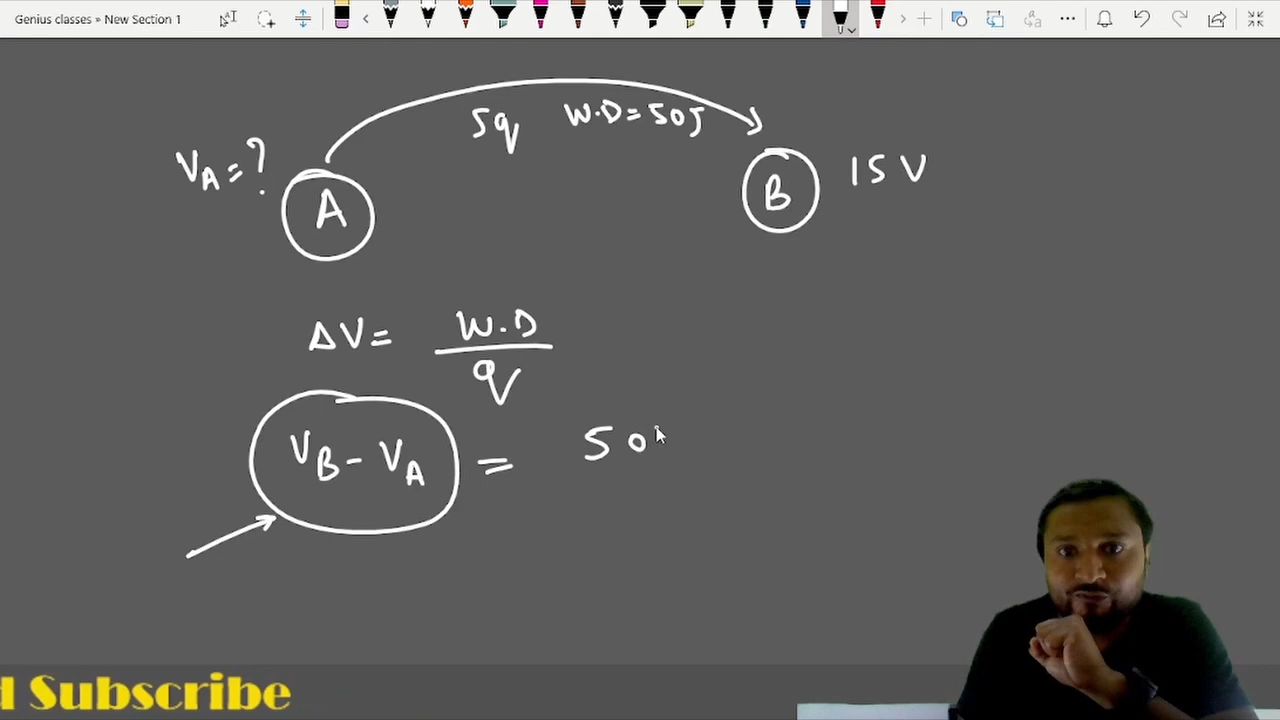 Genius classes » New Section 1
5q W.D=50J
VA=?
A
B
15 V
ΔV= W.D
q
VB-VA = 50
d Subscribe